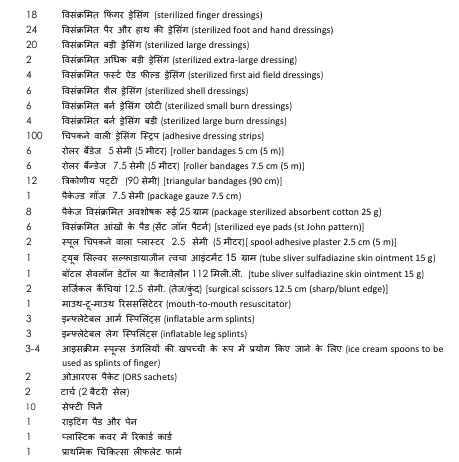 18 विसंक्रमित फिंगर ड्रेसिंग (sterilized finger dressings)
24 विसंक्रमित पैर और हाथ की ड्रेसिंग (sterilized foot and hand dressings)
20 विसंक्रमित बड़ी ड्रेसिंग (sterilized large dressings)
2 विसंक्रमित अधिक बड़ी ड्रेसिंग (sterilized extra-large dressing)
4 विसंक्रमित फर्स्ट ऐड फील्ड ड्रेसिंग (sterilized first aid field dressings)
6 विसंक्रमित शैल ड्रेसिंग (sterilized shell dressings)
6 विसंक्रमित बर्न ड्रेसिंग छोटी (sterilized small burn dressings)
4 विसंक्रमित बर्न ड्रेसिंग बड़ी (sterilized large burn dressings)
100 चिपकने वाली ड्रेसिंग स्ट्रिप (adhesive dressing strips)
6 रोलर बैंडेज 5 सेमी (5 मीटर) [roller bandages 5 cm (5 m)]
6 रोलर बैन्डेज 7.5 सेमी (5 मीटर) [roller bandages 7.5 cm (5 m)]
12 त्रिकोणीय पट्टी (90 सेमी) [triangular bandages (90 cm)]
1 पैकेज्ड गॉज 7.5 सेमी (package gauze 7.5 cm)
8 पैकेज विसंक्रमित अवशोषक रुई 25 ग्राम (package sterilized absorbent cotton 25 g)
6 विसंक्रमित आंखों के पैड (सेंट जॉन पैटर्न) [sterilized eye pads (st John pattern)]
2 स्पूल चिपकने वाला प्लास्टर 2.5 सेमी (5 मीटर)[ spool adhesive plaster 2.5 cm (5 m)]
1 ट्यूब सिल्वर सल्फाडायाजीन त्वचा आइंटमेंट 15 ग्राम (tube sliver sulfadiazine skin ointment 15 g)
1 बॉटल सेवलॉन डेटॉल या कैटावेलॉन 112 मिली.ली. (tube sliver sulfadiazine skin ointment 15 g)
2 सर्जिकल कैंचियां 12.5 सेमी. (तेज/कुंद) [surgical scissors 12.5 cm (sharp/blunt edge)]
1 माउथ-टू-माउथ रिसससिटेटर (mouth-to-mouth resuscitator)
3 इन्फ्लेटेबल आर्म स्प्लिंट्स (inflatable arm splints)
3 इन्फ्लेटेबल लेग स्प्लिंट्स (inflatable leg splints)
3-4 आइसक्रीम स्पून्स उंगलियों की खपच्ची के रूप में प्रयोग किए जाने के लिए (ice cream spoons to be
used as splints of finger)
2 ओआरएस पैकेट (ORS sachets)
2 टार्च (2 बैटरी सेल)
10 सेफ्टी पिनें
1 राइटिंग पैड और पेन
1 प्लास्टिक कवर में रिकार्ड कार्ड
1 प्राथमिक चिकित्सा लीफलेट फार्म